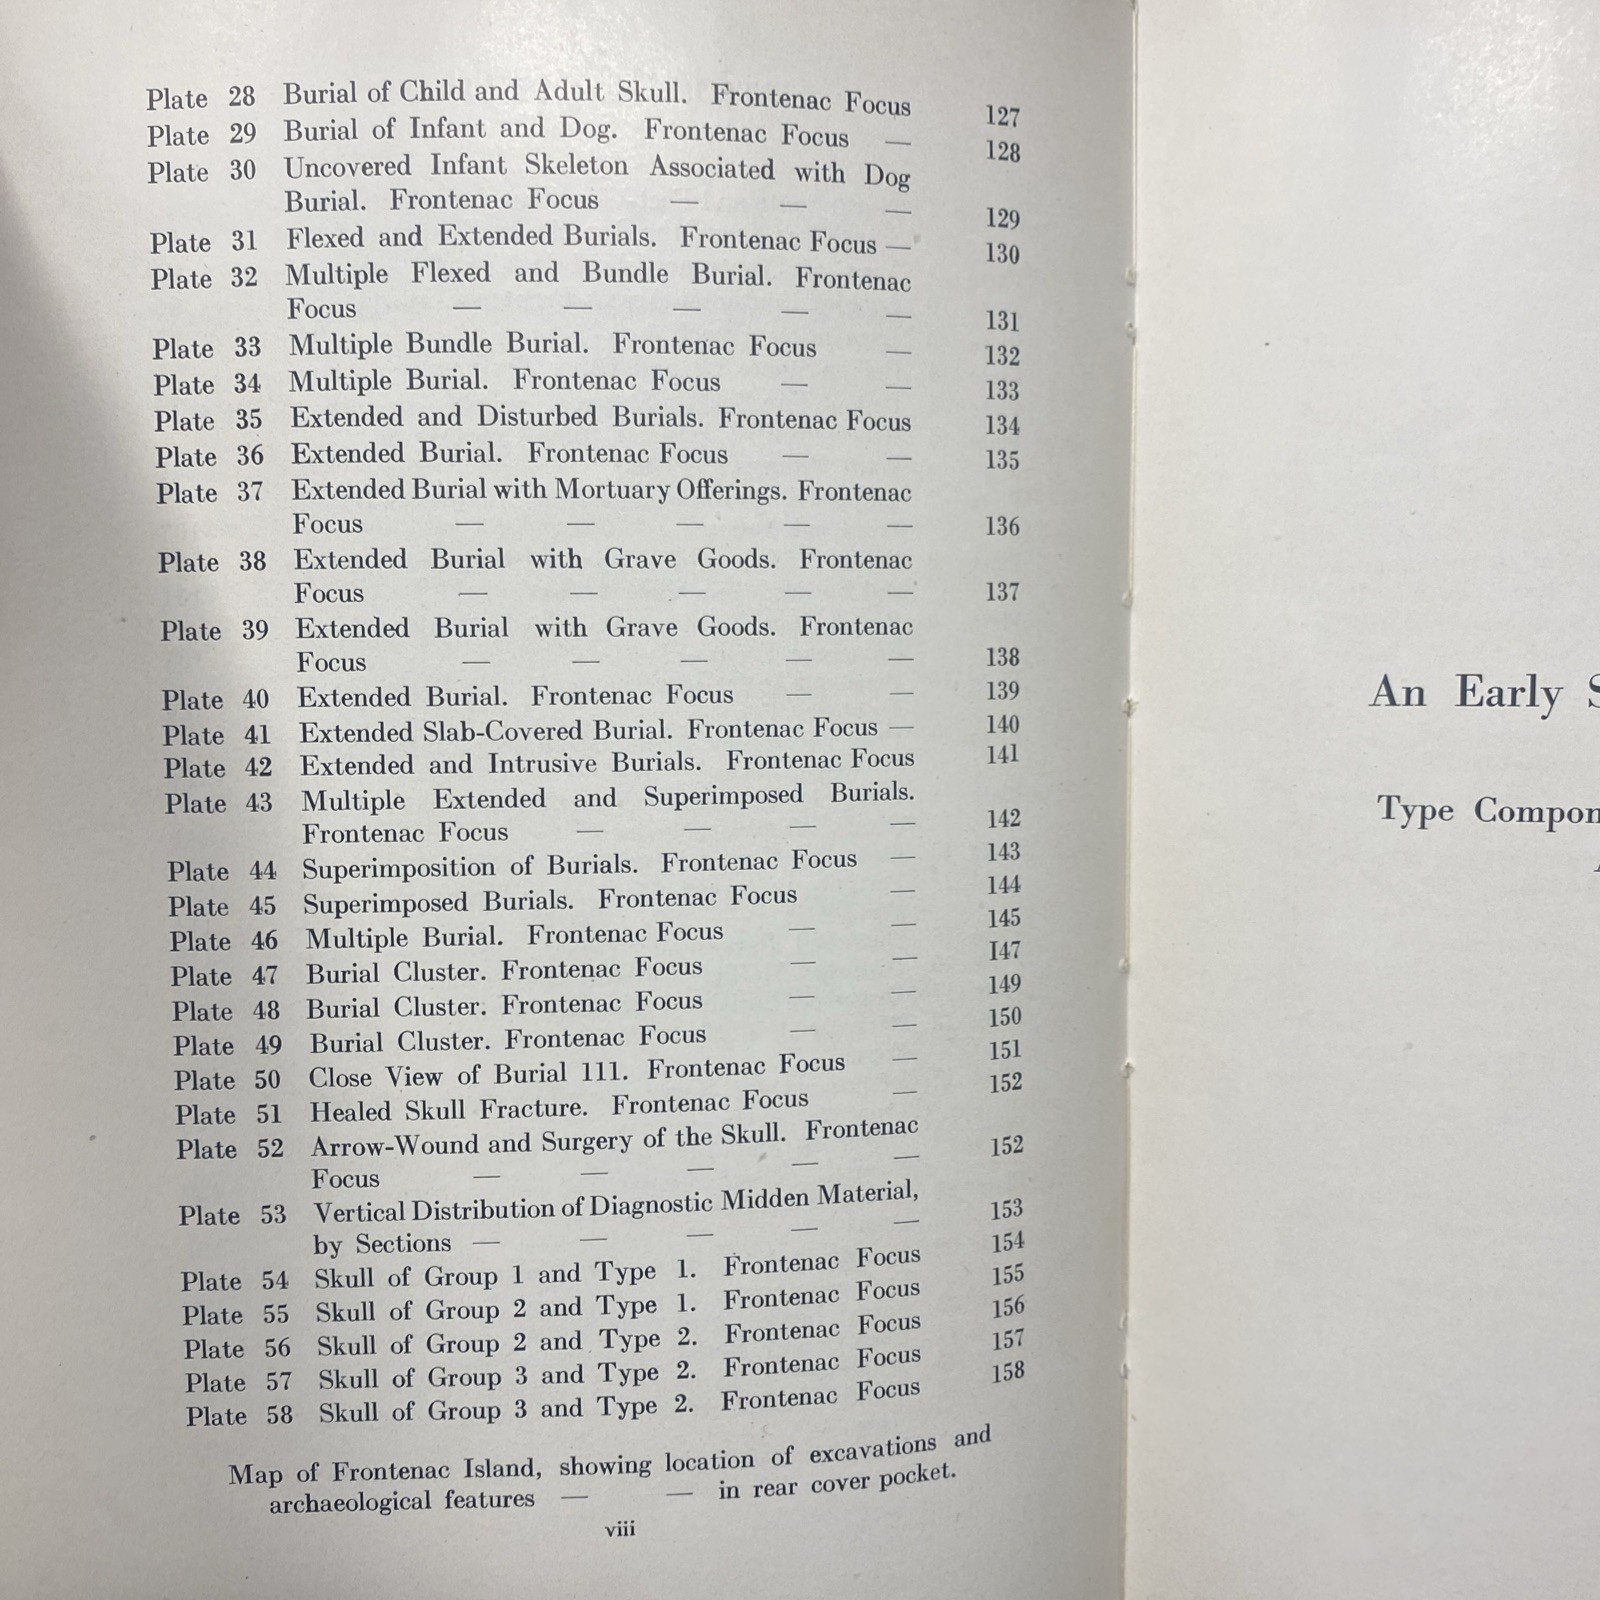 Plate 28 Burial of Child and Adult Skull. Frontenac Focus 127
Plate 29 Burial of Infant and Dog. Frontenac Focus — 128
Plate 30 Uncovered Infant Skeleton Associated with Dog
Burial. Frontenac Focus — — — 129
Plate 31 Flexed and Extended Burials. Frontenac Focus — 130
Plate 32 Multiple Flexed and Bundle Burial. Frontenac
Focus — — — — — 131
Plate 33 Multiple Bundle Burial. Frontenac Focus — 132
Plate 34 Multiple Burial. Frontenac Focus — — 133
Plate 35 Extended and Disturbed Burials. Frontenac Focus 134
Plate 36 Extended Burial. Frontenac Focus — — 135
Plate 37 Extended Burial with Mortuary Offerings. Frontenac
Focus — — — — — 136
Plate 38 Extended Burial with Grave Goods. Frontenac
Focus — — — — — 137
Plate 39 Extended Burial with Grave Goods. Frontenac
Focus — — — — — 138
Plate 40 Extended Burial. Frontenac Focus — — 139
Plate 41 Extended Slab-Covered Burial. Frontenac Focus — 140
Plate 42 Extended and Intrusive Burials. Frontenac Focus 141
Plate 43 Multiple Extended and Superimposed Burials.
Frontenac Focus — — — — 142
Plate 44 Superimposition of Burials. Frontenac Focus — 143
Plate 45 Superimposed Burials. Frontenac Focus — 144
Plate 46 Multiple Burial. Frontenac Focus — — 145
Plate 47 Burial Cluster. Frontenac Focus — — I47
Plate 48 Burial Cluster. Frontenac Focus — — 149
Plate 49 Burial Cluster. Frontenac Focus — — 150
Plate 50 Close View of Burial 111. Frontenac Focus — 151
Plate 51 Healed Skull Fracture. Frontenac Focus — 152
Plate 52 Arrow-Wound and Surgery of the Skull. Frontenac
Focus — — — — — 152
Plate 53 Vertical Distribution of Diagnostic Midden Material,
by Sections — — — — — 153
Plate 54 Skull of Group 1 and Type 1. Frontenac Focus 154
Plate 55 Skull of Group 2 and Type 1. Frontenac Focus 155
Plate 56 Skull of Group 2 and Type 2. Frontenac Focus 156
Plate 57 Skull of Group 3 and Type 2. Frontenac Focus 157
Plate 58 Skull of Group 3 and Type 2. Frontenac Focus 158
Map of Frontenac Island, showing location of excavations and
archaeological features — — in rear cover pocket.
viii
An Early
Type Compon